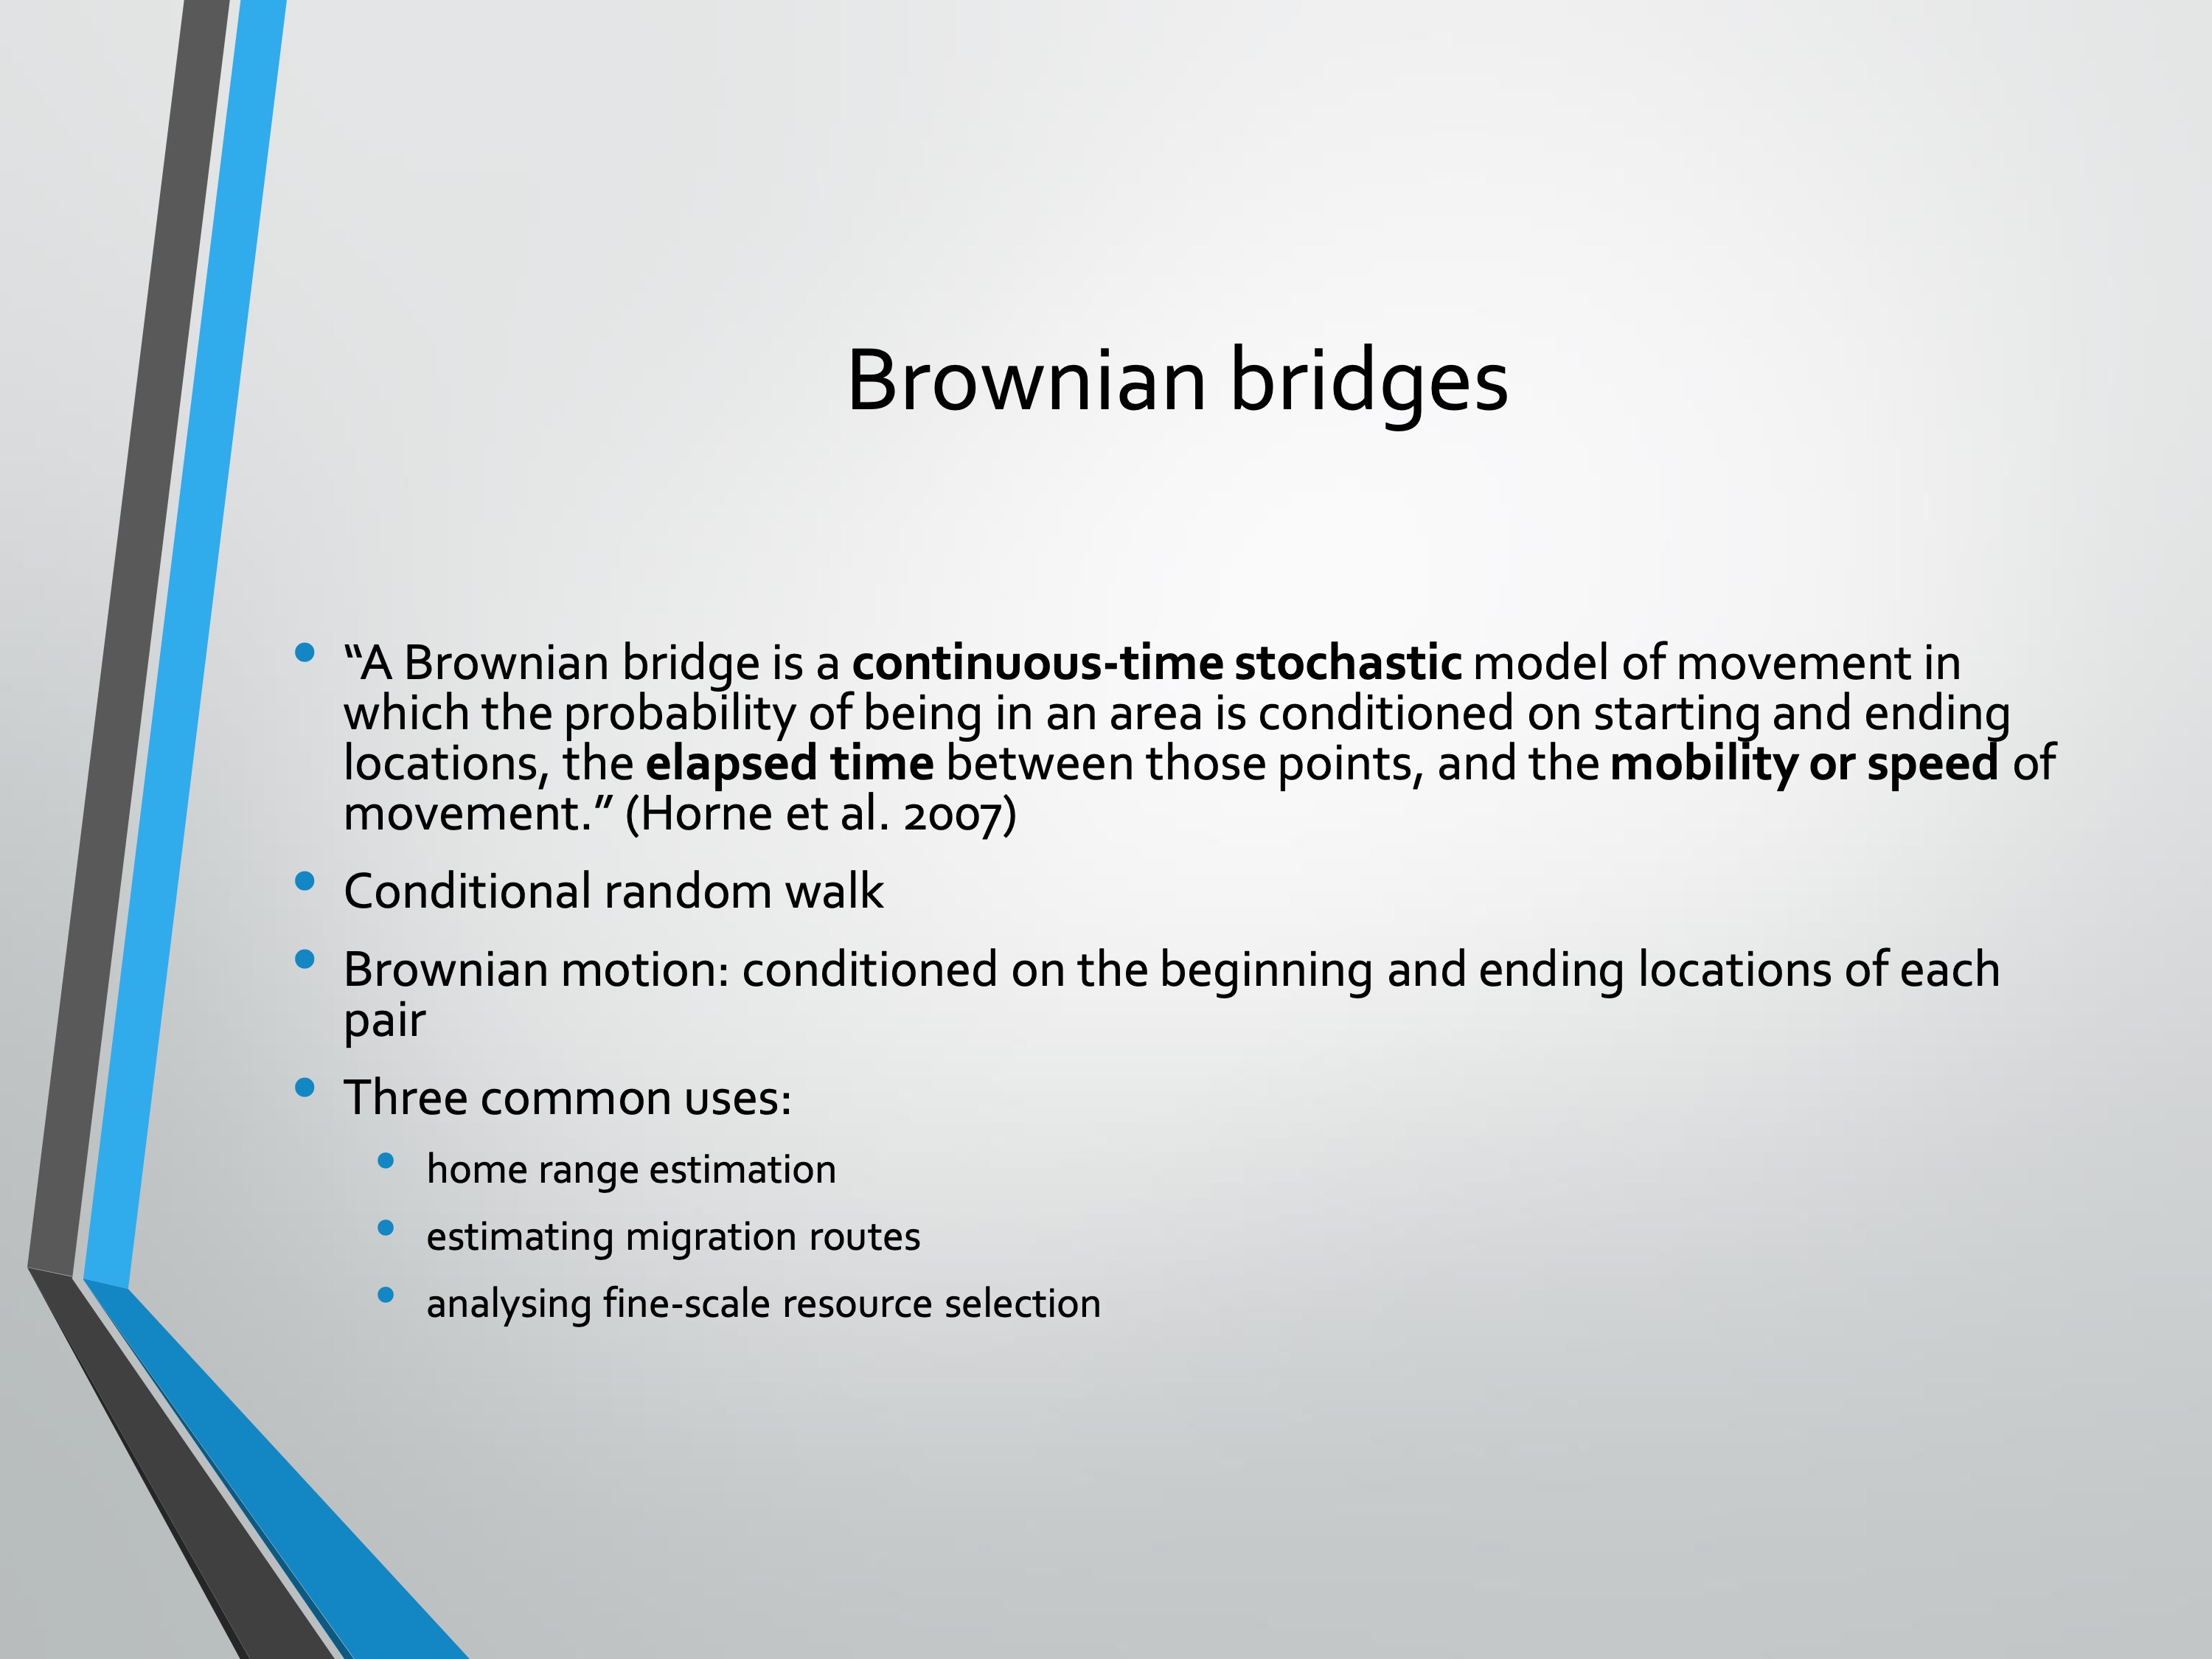 Brownian bridges
• “A Brownian bridge is a continuous-time stochastic model of movement in
which the probability of being in an area is conditioned on starting and ending
locations, the elapsed time between those points, and the mobility or speed of
movement.” (Horne et al. 2007)
• Conditional random walk
• Brownian motion: conditioned on the beginning and ending locations of each
pair
• Three common uses:
• home range estimation
• estimating migration routes
• analysing fine-scale resource selection